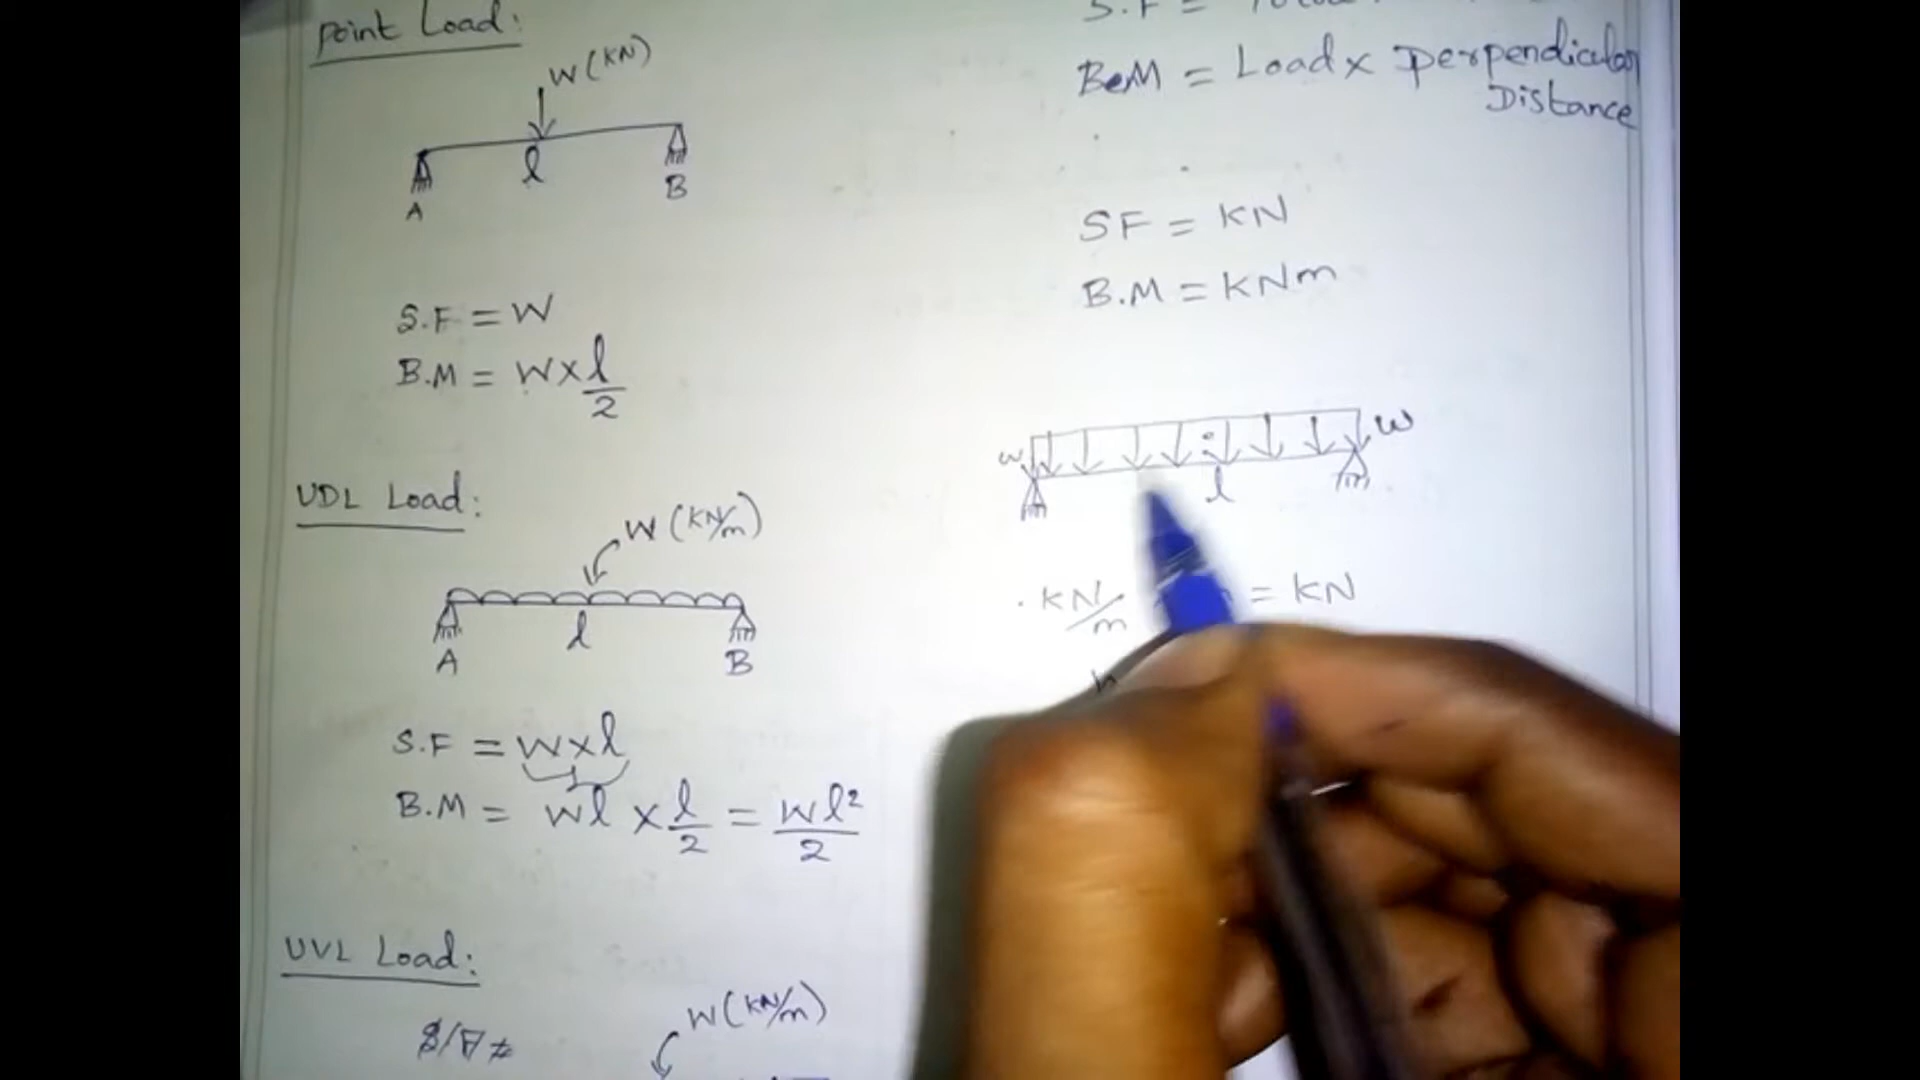 Point Load:
W (KN)
l
A
B
S.F = W
B.M = W x l/2
UDL Load:
W (KN/m)
l
A
B
S.F = W x l
B.M = Wl x l/2 = Wl²/2
UVL Load:
W (KN/m)
S.F =
BeM = Load x Perpendicular
Distance
SF = KN
B.M = KNm
w
w
l
KN/m
= KN